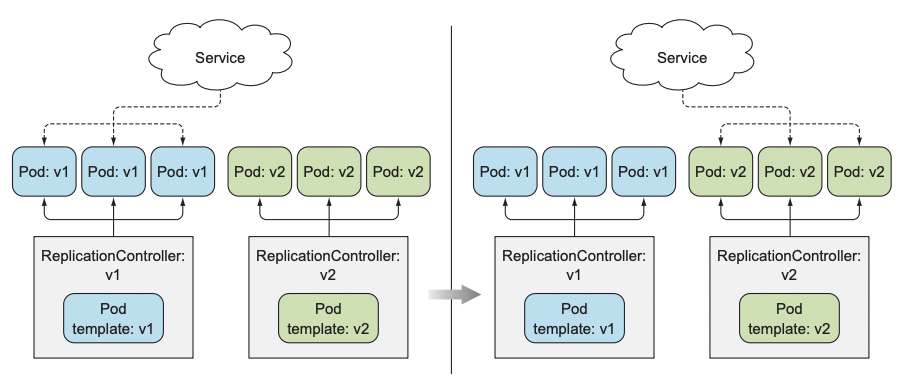 Service
Pod: v1
Pod: v1
Pod: v1
Pod: v2
Pod: v2
Pod: v2
ReplicationController:
v1
Pod
template: v1
ReplicationController:
v2
Pod
template: v2
Service
Pod: v1
Pod: v1
Pod: v1
Pod: v2
Pod: v2
Pod: v2
ReplicationController:
v1
Pod
template: v1
ReplicationController:
v2
Pod
template: v2